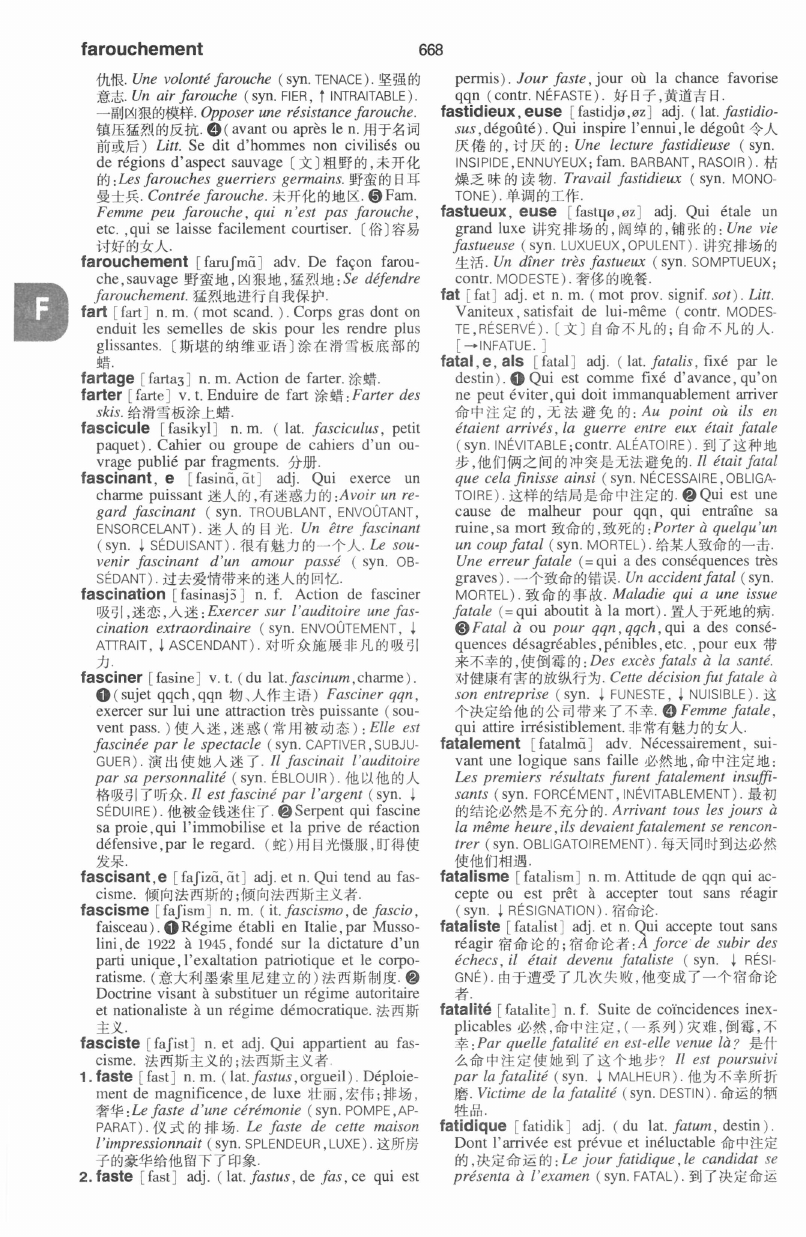 farouchement
668
仇恨. Une volonté farouche (syn. TENACE). 坚强的
意志. Un air farouche (syn. FIER, ↑ INTRAITABLE).
一副凶狠的模样. Opposer une résistance farouche.
镇压猛烈的反抗. ❹(avant ou après le n. 用于名词
前或后) Litt. Se dit d'hommes non civilisés ou
de régions d'aspect sauvage〔文〕粗野的,未开化
的:Les farouches guerriers germains. 野蛮的日耳
曼士兵. Contrée farouche. 未开化的地区. ❺Fam.
Femme peu farouche, qui n'est pas farouche,
etc. ,qui se laisse facilement courtiser.〔俗〕容易
讨好的女人.
farouchement [faruʃmɑ̃] adv. De façon farou-
che,sauvage 野蛮地,凶狠地,猛烈地:Se défendre
farouchement. 猛烈地进行自我保护.
F
fart [fart] n. m. (mot scand. ). Corps gras dont on
enduit les semelles de skis pour les rendre plus
glissantes.〔斯堪的纳维亚语〕涂在滑雪板底部的
蜡.
fartage [fartaʒ] n. m. Action de farter. 涂蜡.
farter [farte] v. t. Enduire de fart 涂蜡:Farter des
skis. 给滑雪板涂上蜡.
fascicule [fasikyl] n. m. (lat. fasciculus, petit
paquet). Cahier ou groupe de cahiers d'un ou-
vrage publié par fragments. 分册.
fascinant, e [fasinɑ̃, ɑ̃t] adj. Qui exerce un
charme puissant 迷人的,有迷惑力的:Avoir un re-
gard fascinant (syn. TROUBLANT, ENVOÛTANT,
ENSORCELANT). 迷人的目光. Un être fascinant
(syn. ↓ SÉDUISANT). 很有魅力的一个人. Le sou-
venir fascinant d'un amour passé (syn. OB-
SÉDANT). 过去爱情带来的迷人的回忆.
fascination [fasinasjɔ̃] n. f. Action de fasciner
吸引,迷恋,入迷:Exercer sur l'auditoire une fas-
cination extraordinaire (syn. ENVOÛTEMENT, ↓
ATTRAIT, ↓ ASCENDANT). 对听众施展非凡的吸引
力.
fasciner [fasine] v. t. (du lat. fascinum,charme).
❶(sujet qqch,qqn 物、人作主语) Fasciner qqn,
exercer sur lui une attraction très puissante (sou-
vent pass. )使入迷,迷惑(常用被动态):Elle est
fascinée par le spectacle (syn. CAPTIVER,SUBJU-
GUER). 演出使她入迷了. Il fascinait l'auditoire
par sa personnalité (syn. ÉBLOUIR). 他以他的人
格吸引了听众. Il est fasciné par l'argent (syn. ↓
SÉDUIRE). 他被金钱迷住了. ❷Serpent qui fascine
sa proie,qui l'immobilise et la prive de réaction
défensive,par le regard. (蛇)用目光慑服,盯得使
发呆.
fascisant,e [faʃizɑ̃, ɑ̃t] adj. et n. Qui tend au fas-
cisme. 倾向法西斯的;倾向法西斯主义者.
fascisme [faʃism] n. m. (it. fascismo, de fascio,
faisceau). ❶Régime établi en Italie,par Musso-
lini,de 1922 à 1945,fondé sur la dictature d'un
parti unique,l'exaltation patriotique et le corpo-
ratisme. (意大利墨索里尼建立的)法西斯制度. ❷
Doctrine visant à substituer un régime autoritaire
et nationaliste à un régime démocratique. 法西斯
主义.
fasciste [faʃist] n. et adj. Qui appartient au fas-
cisme. 法西斯主义的;法西斯主义者.
1. faste [fast] n. m. (lat. fastus,orgueil). Déploie-
ment de magnificence,de luxe 壮丽,宏伟;排场,
奢华:Le faste d'une cérémonie (syn. POMPE,AP-
PARAT). 仪式的排场. Le faste de cette maison
l'impressionnait (syn. SPLENDEUR,LUXE). 这所房
子的豪华给他留下了印象.
2. faste [fast] adj. (lat. fastus, de fas, ce qui est
permis). Jour faste,jour où la chance favorise
qqn (contr. NÉFASTE). 好日子,黄道吉日.
fastidieux, euse [fastidjø,øz] adj. (lat. fastidio-
sus,dégoûté). Qui inspire l'ennui,le dégoût 令人
厌倦的,讨厌的: Une lecture fastidieuse (syn.
INSIPIDE,ENNUYEUX; fam. BARBANT, RASOIR). 枯
燥乏味的读物. Travail fastidieux (syn. MONO-
TONE). 单调的工作.
fastueux, euse [fastɥø,øz] adj. Qui étale un
grand luxe 讲究排场的,阔绰的,铺张的:Une vie
fastueuse (syn. LUXUEUX,OPULENT). 讲究排场的
生活. Un dîner très fastueux (syn. SOMPTUEUX;
contr. MODESTE). 奢侈的晚餐.
fat [fat] adj. et n. m. (mot prov. signif. sot). Litt.
Vaniteux, satisfait de lui-même (contr. MODES-
TE,RÉSERVÉ).〔文〕自命不凡的;自命不凡的人.
[→INFATUE. ]
fatal,e,als [fatal] adj. (lat. fatalis, fixé par le
destin). ❶ Qui est comme fixé d'avance,qu'on
ne peut éviter,qui doit immanquablement arriver
命中注定的,无法避免的: Au point où ils en
étaient arrivés,la guerre entre eux était fatale
(syn. INÉVITABLE;contr. ALÉATOIRE). 到了这种地
步,他们俩之间的冲突是无法避免的. Il était fatal
que cela finisse ainsi (syn. NÉCESSAIRE,OBLIGA-
TOIRE). 这样的结局是命中注定的. ❷ Qui est une
cause de malheur pour qqn, qui entraîne sa
ruine,sa mort 致命的,致死的:Porter à quelqu'un
un coup fatal (syn. MORTEL). 给某人致命的一击.
Une erreur fatale (=qui a des conséquences très
graves). 一个致命的错误. Un accident fatal (syn.
MORTEL). 致命的事故. Maladie qui a une issue
fatale (=qui aboutit à la mort). 置人于死地的病.
❸Fatal à ou pour qqn,qqch,qui a des consé-
quences désagréables,pénibles,etc. ,pour eux 带
来不幸的,使倒霉的:Des excès fatals à la santé.
对健康有害的放纵行为. Cette décision fut fatale à
son entreprise (syn. ↓ FUNESTE, ↓ NUISIBLE). 这
个决定给他的公司带来了不幸. ❹ Femme fatale,
qui attire irrésistiblement. 非常有魅力的女人.
fatalement [fatalmɑ̃] adv. Nécessairement, sui-
vant une logique sans faille 必然地,命中注定地:
Les premiers résultats furent fatalement insuffi-
sants (syn. FORCÉMENT, INÉVITABLEMENT). 最初
的结论必然是不充分的. Arrivant tous les jours à
la même heure,ils devaient fatalement se rencon-
trer (syn. OBLIGATOIREMENT). 每天同时到达必然
使他们相遇.
fatalisme [fatalism] n. m. Attitude de qqn qui ac-
cepte ou est prêt à accepter tout sans réagir
(syn. ↓ RÉSIGNATION). 宿命论.
fataliste [fatalist] adj. et n. Qui accepte tout sans
réagir 宿命论的;宿命论者:À force de subir des
échecs, il était devenu fataliste (syn. ↓ RÉSI-
GNÉ). 由于遭受了几次失败,他变成了一个宿命论
者.
fatalité [fatalite] n. f. Suite de coïncidences inex-
plicables 必然,命中注定,(一系列)灾难,倒霉,不
幸:Par quelle fatalité en est-elle venue là? 是什
么命中注定使她到了这个地步? Il est poursuivi
par la fatalité (syn. ↓ MALHEUR). 他为不幸所折
磨. Victime de la fatalité (syn. DESTIN). 命运的牺
牲品.
fatidique [fatidik] adj. (du lat. fatum, destin).
Dont l'arrivée est prévue et inéluctable 命中注定
的,决定命运的:Le jour fatidique,le candidat se
présenta à l'examen (syn. FATAL). 到了决定命运